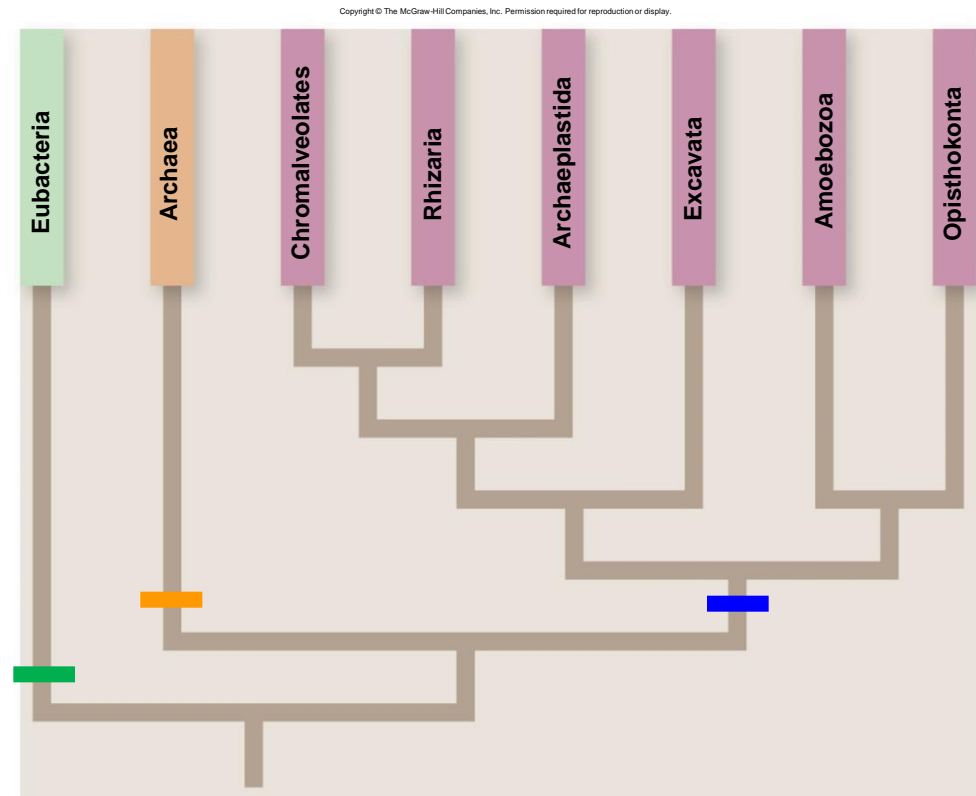 Copyright © The McGraw-Hill Companies, Inc. Permission required for reproduction or display.
Eubacteria
Archaea
Chromalveolates
Rhizaria
Archaeplastida
Excavata
Amoebozoa
Opisthokonta